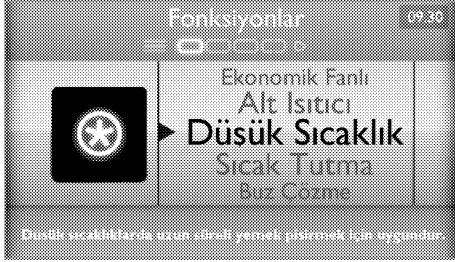 Fonksiyonlar
09.30
Ekonomik Fanlı
Alt Isıtıcı
Düşük Sıcaklık
Sıcak Tutma
Buz Çözme
Düşük sıcaklıklarda uzun süreli yemek pişirmek için uygundur.